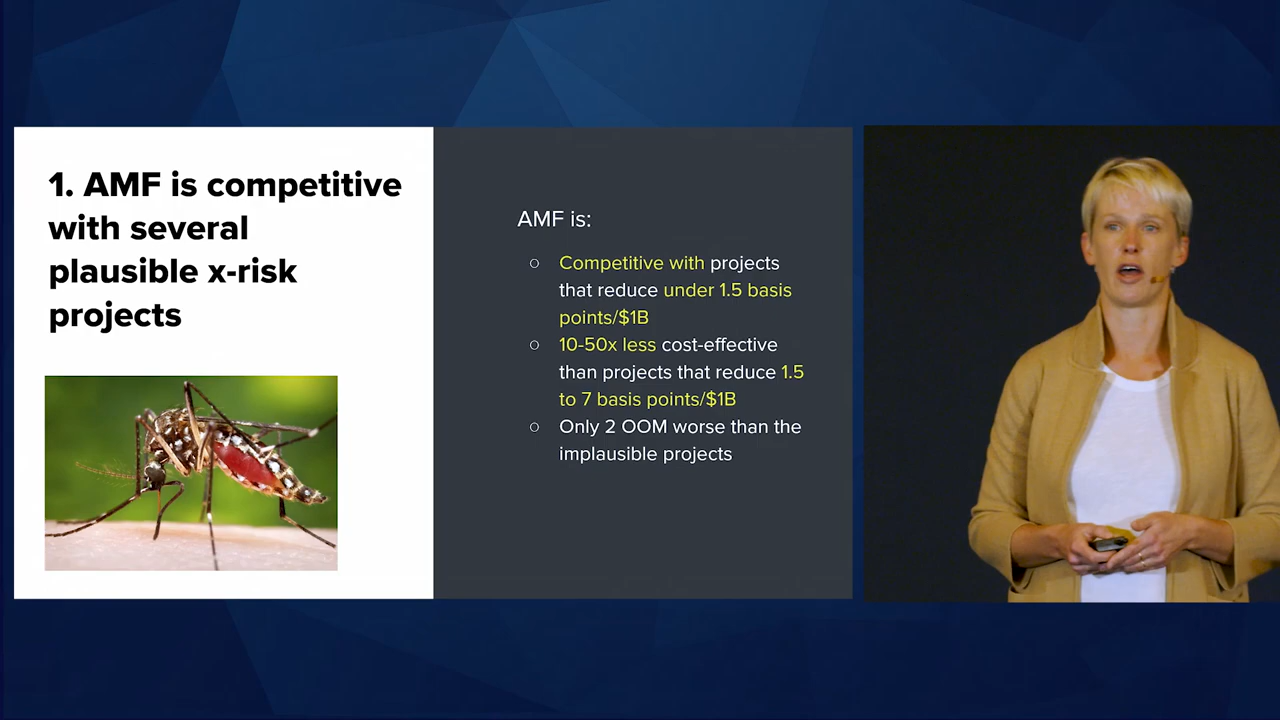 1. AMF is competitive
with several
plausible x-risk
projects
AMF is:
○ Competitive with projects
that reduce under 1.5 basis
points/$1B
○ 10-50x less cost-effective
than projects that reduce 1.5
to 7 basis points/$1B
○ Only 2 OOM worse than the
implausible projects